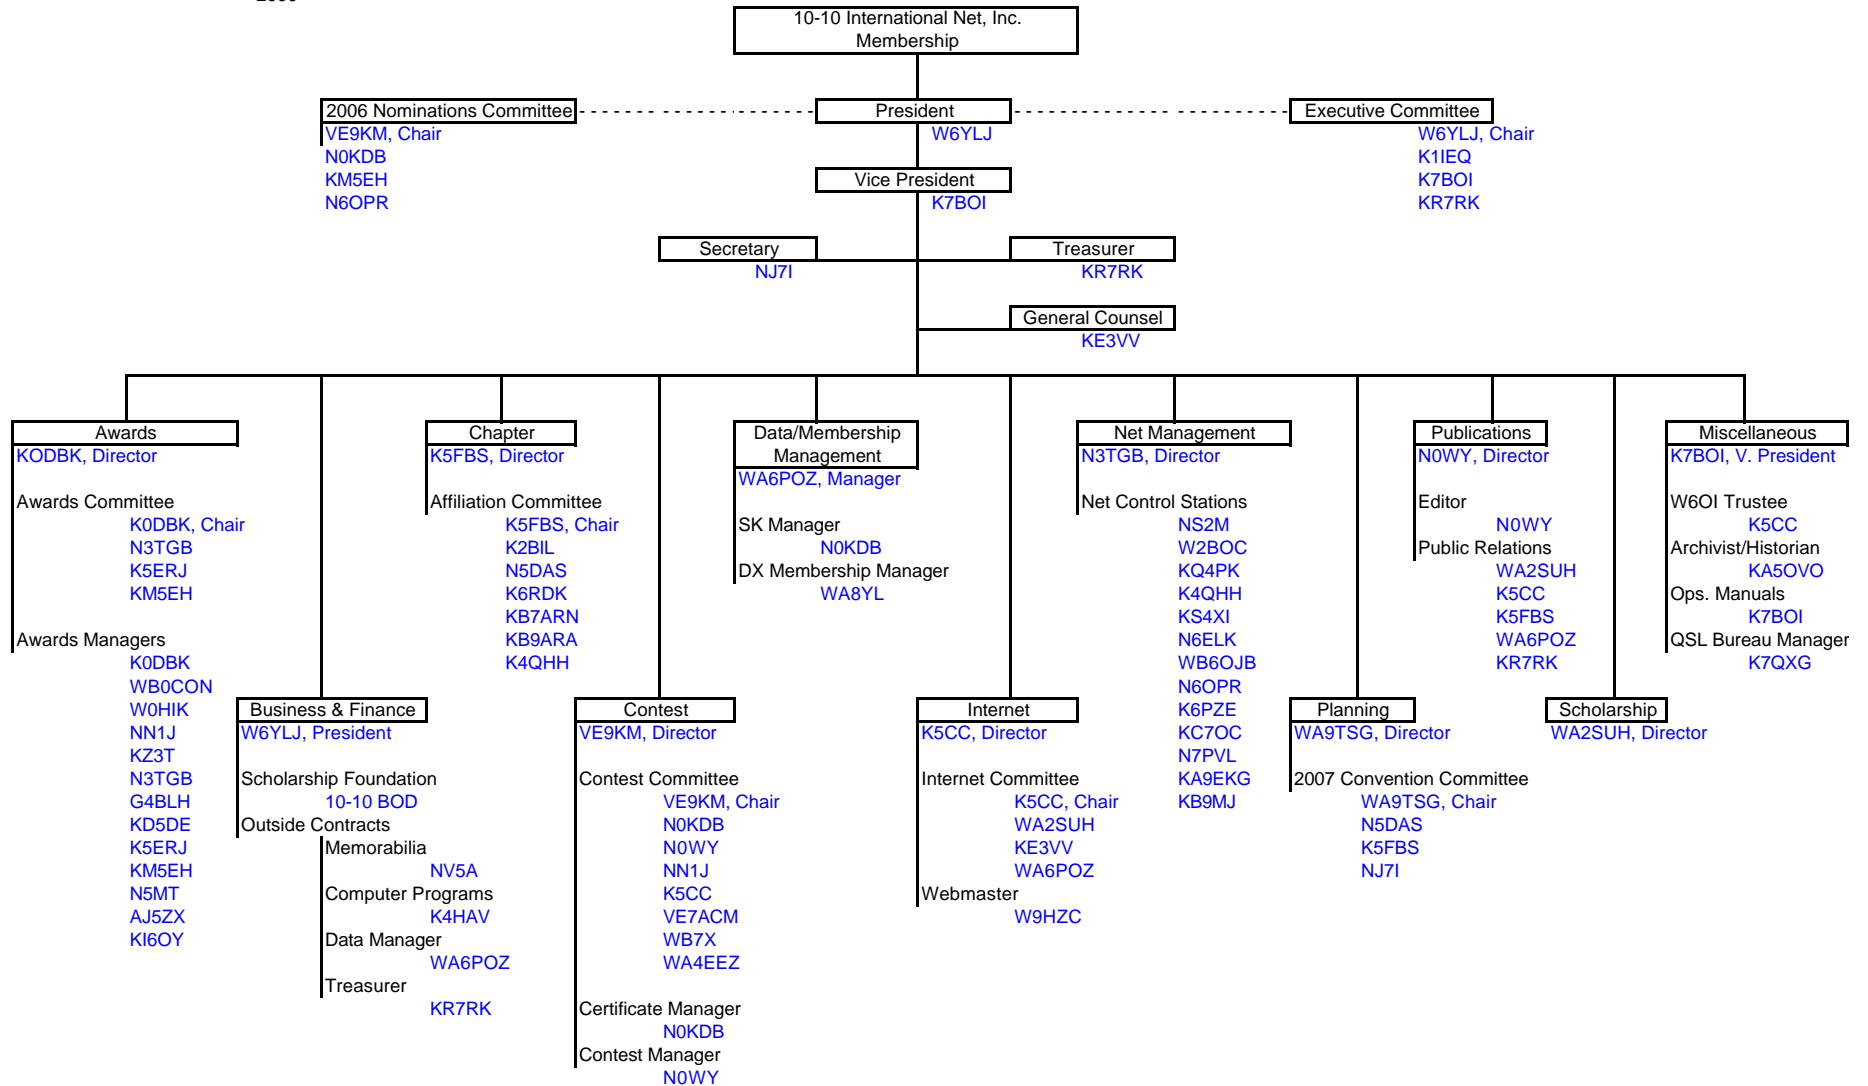 10-10 International Net, Inc.
Membership
2006 Nominations Committee
VE9KM, Chair
N0KDB
KM5EH
N6OPR
President
W6YLJ
Executive Committee
W6YLJ, Chair
K1IEQ
K7BOI
KR7RK
Vice President
K7BOI
Secretary
NJ7I
Treasurer
KR7RK
General Counsel
KE3VV
Awards
KODBK, Director
Awards Committee
K0DBK, Chair
N3TGB
K5ERJ
KM5EH
Awards Managers
K0DBK
WB0CON
W0HIK
NN1J
KZ3T
N3TGB
G4BLH
KD5DE
K5ERJ
KM5EH
N5MT
AJ5ZX
KI6OY
Business & Finance
W6YLJ, President
Scholarship Foundation
10-10 BOD
Outside Contracts
Memorabilia
NV5A
Computer Programs
K4HAV
Data Manager
WA6POZ
Treasurer
KR7RK
Chapter
K5FBS, Director
Affiliation Committee
K5FBS, Chair
K2BIL
N5DAS
K6RDK
KB7ARN
KB9ARA
K4QHH
Contest
VE9KM, Director
Contest Committee
VE9KM, Chair
N0KDB
N0WY
NN1J
K5CC
VE7ACM
WB7X
WA4EEZ
Certificate Manager
N0KDB
Contest Manager
N0WY
Data/Membership
Management
WA6POZ, Manager
SK Manager
N0KDB
DX Membership Manager
WA8YL
Internet
K5CC, Director
Internet Committee
K5CC, Chair
WA2SUH
KE3VV
WA6POZ
Webmaster
W9HZC
Net Management
N3TGB, Director
Net Control Stations
NS2M
W2BOC
KQ4PK
K4QHH
KS4XI
N6ELK
WB6OJB
N6OPR
K6PZE
KC7OC
N7PVL
KA9EKG
KB9MJ
Planning
WA9TSG, Director
2007 Convention Committee
WA9TSG, Chair
N5DAS
K5FBS
NJ7I
Publications
N0WY, Director
Editor
N0WY
Public Relations
WA2SUH
K5CC
K5FBS
WA6POZ
KR7RK
Scholarship
WA2SUH, Director
Miscellaneous
K7BOI, V. President
W6OI Trustee
K5CC
Archivist/Historian
KA5OVO
Ops. Manuals
K7BOI
QSL Bureau Manager
K7QXG